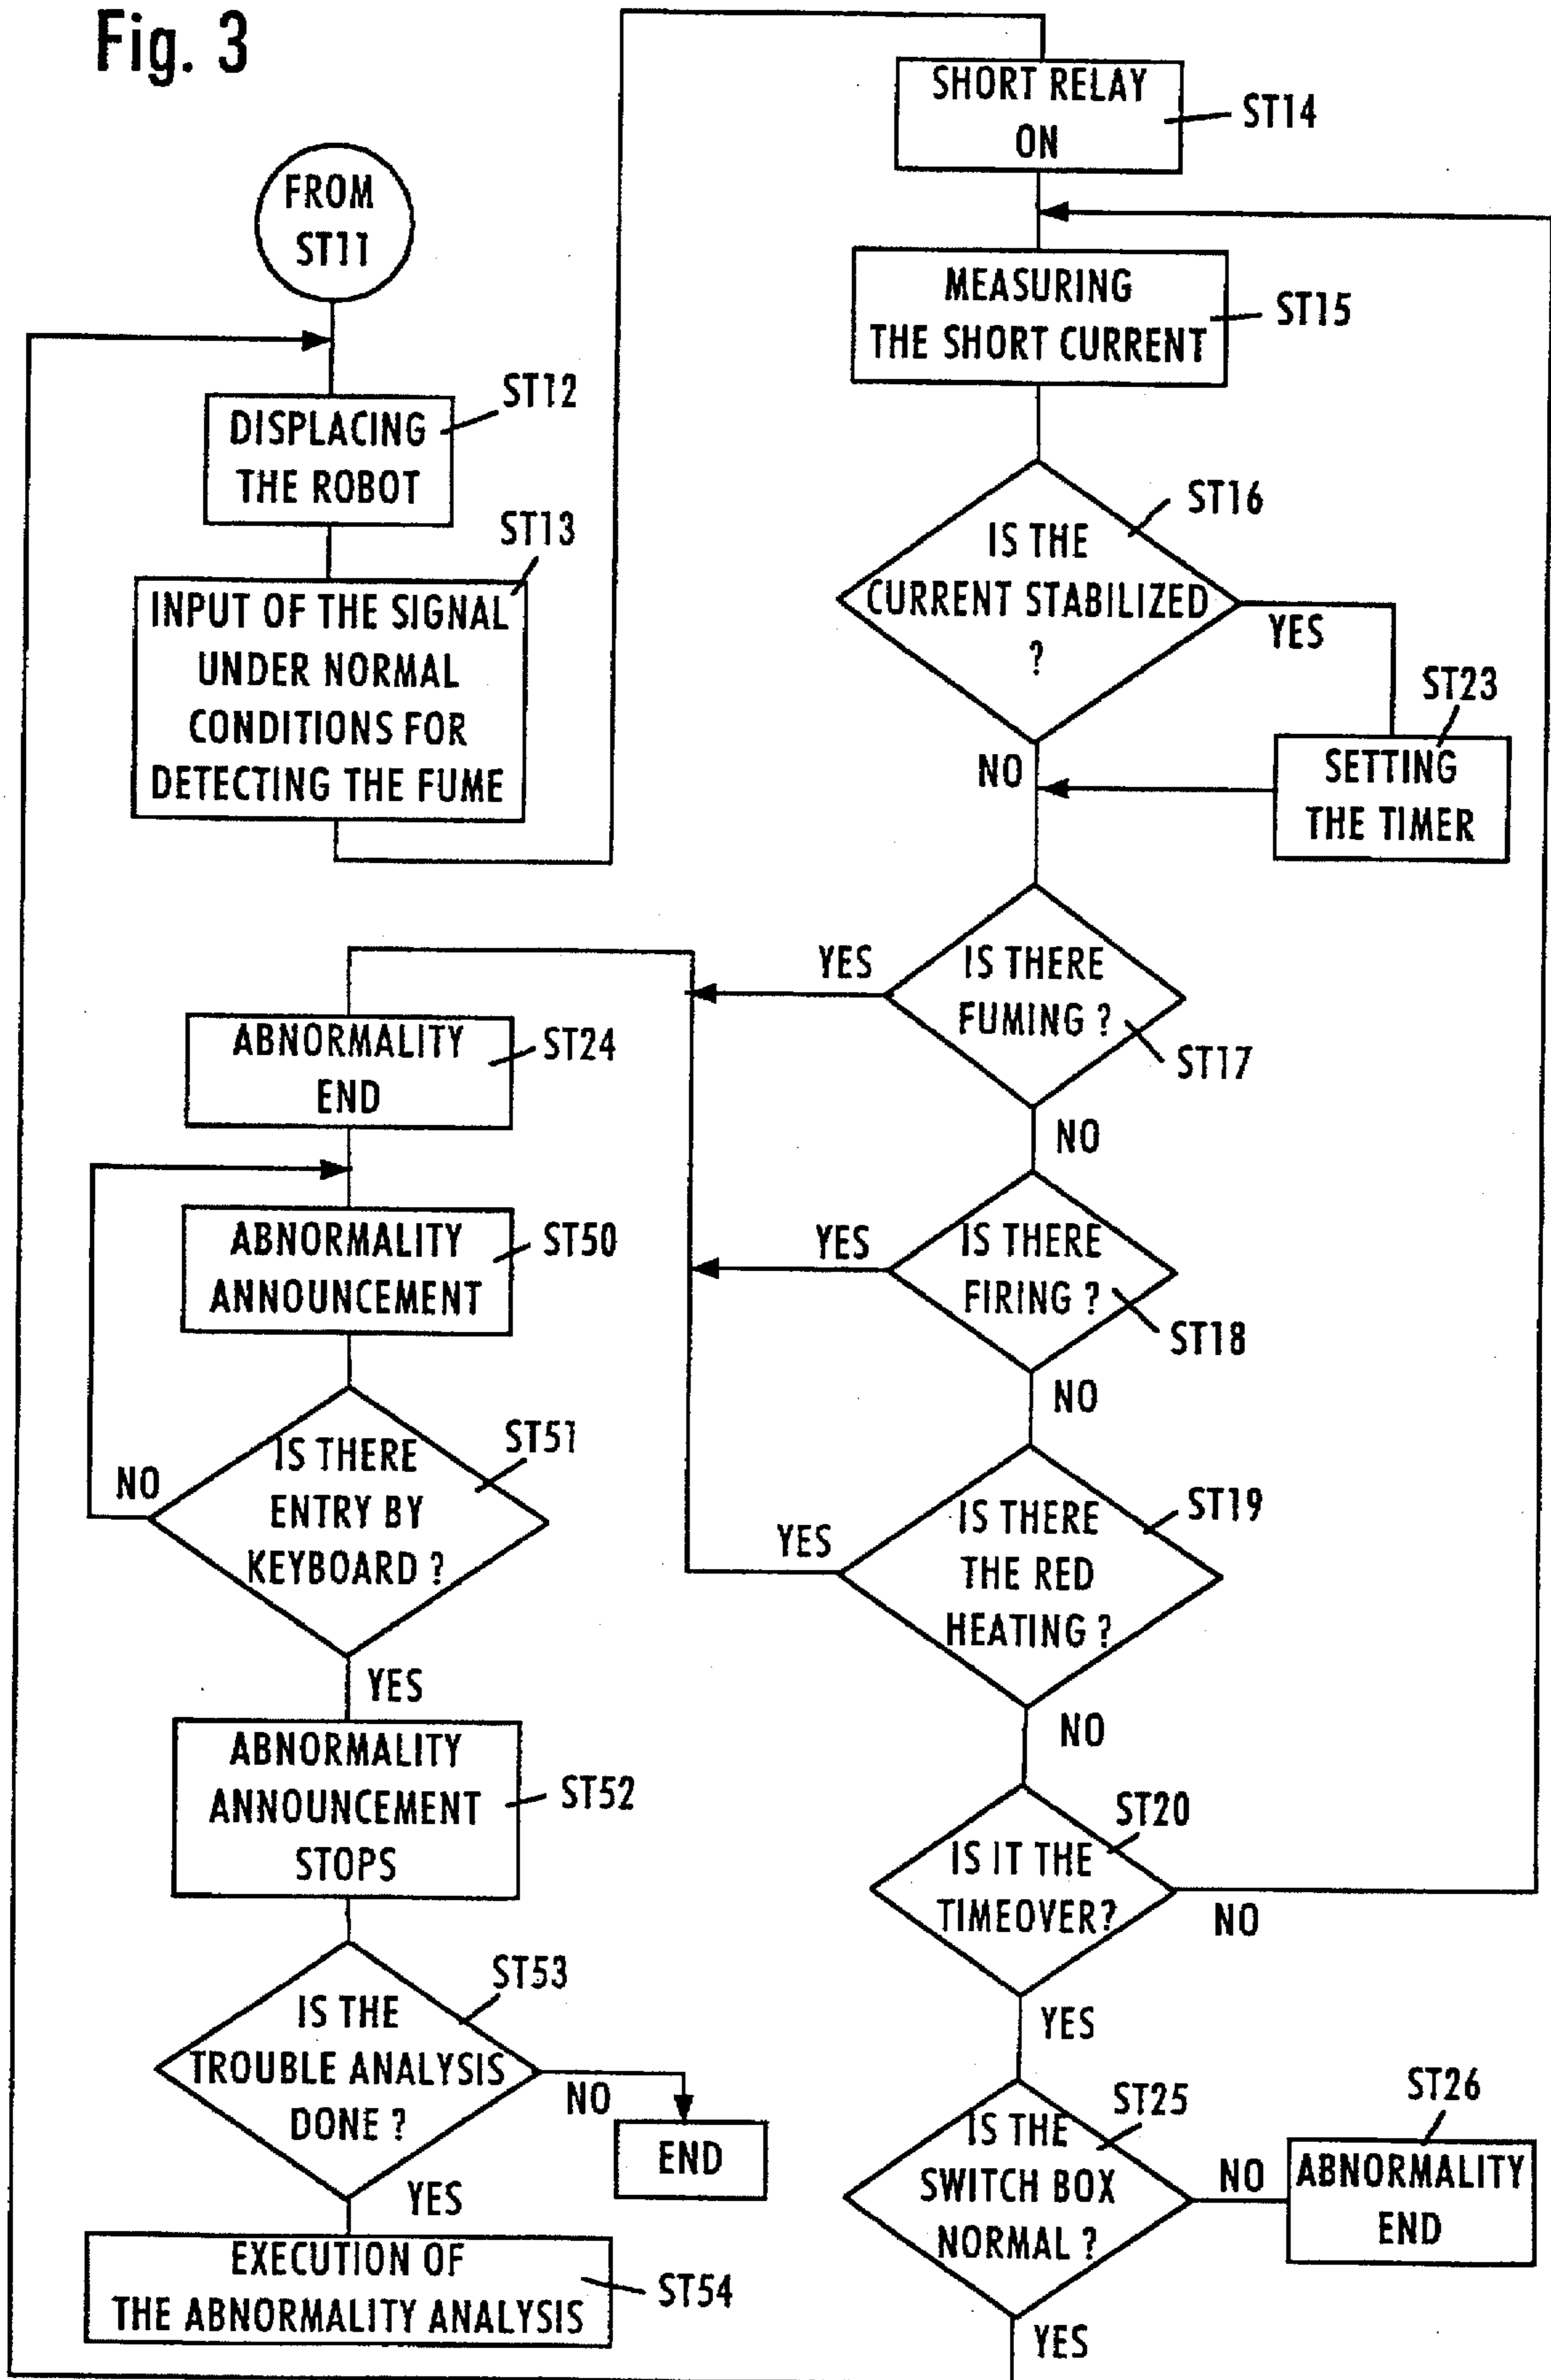 Fig. 3
FROM
ST11
DISPLACING
THE ROBOT
ST12
INPUT OF THE SIGNAL
UNDER NORMAL
CONDITIONS FOR
DETECTING THE FUME
ST13
SHORT RELAY
ON
ST14
MEASURING
THE SHORT CURRENT
ST15
IS THE
CURRENT STABILIZED
?
ST16
YES
NO
SETTING
THE TIMER
ST23
IS THERE
FUMING ?
ST17
YES
NO
IS THERE
FIRING ?
ST18
YES
NO
IS THERE
THE RED
HEATING ?
ST19
YES
NO
IS IT THE
TIMEOVER?
ST20
NO
YES
IS THE
SWITCH BOX
NORMAL ?
ST25
NO
YES
ABNORMALITY
END
ST26
ABNORMALITY
END
ST24
ABNORMALITY
ANNOUNCEMENT
ST50
IS THERE
ENTRY BY
KEYBOARD ?
ST51
NO
YES
ABNORMALITY
ANNOUNCEMENT
STOPS
ST52
IS THE
TROUBLE ANALYSIS
DONE ?
ST53
NO
END
YES
EXECUTION OF
THE ABNORMALITY ANALYSIS
ST54